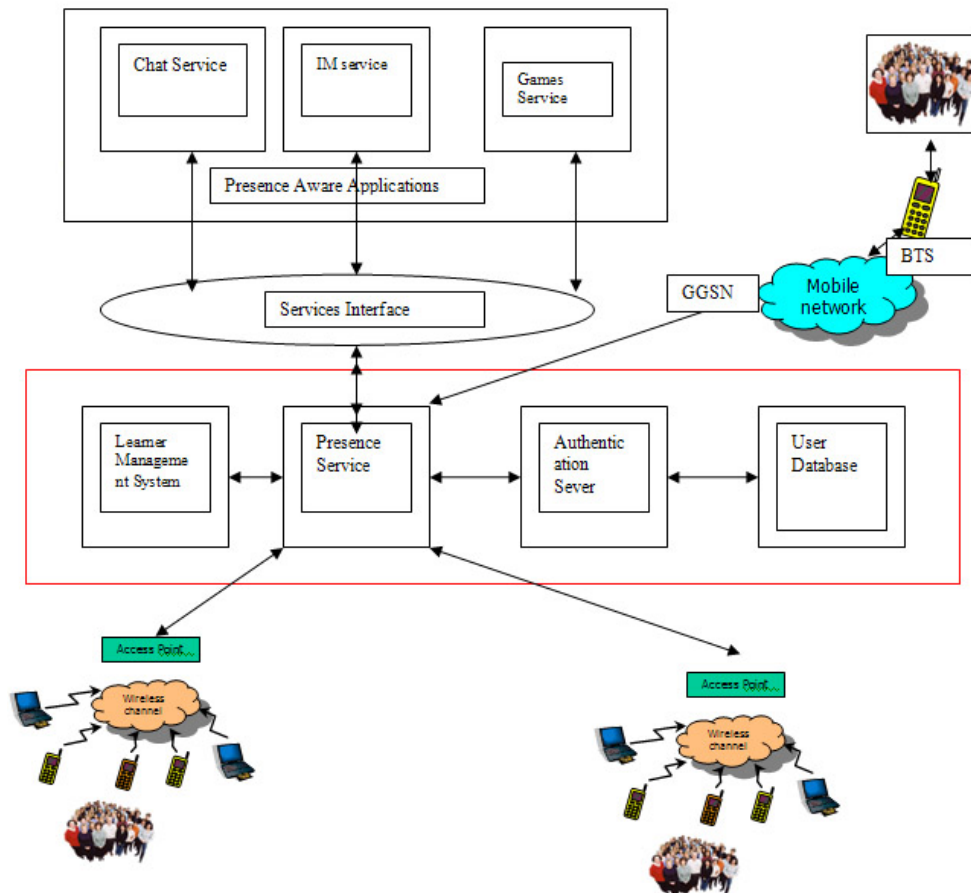 Chat Service
IM service
Games
Service
Presence Aware Applications
BTS
GGSN
Mobile
network
Services Interface
Learner
Manageme
nt System
Presence
Service
Authentic
ation
Sever
User
Database
Access Point
Wireless
channel
Access Point
Wireless
channel